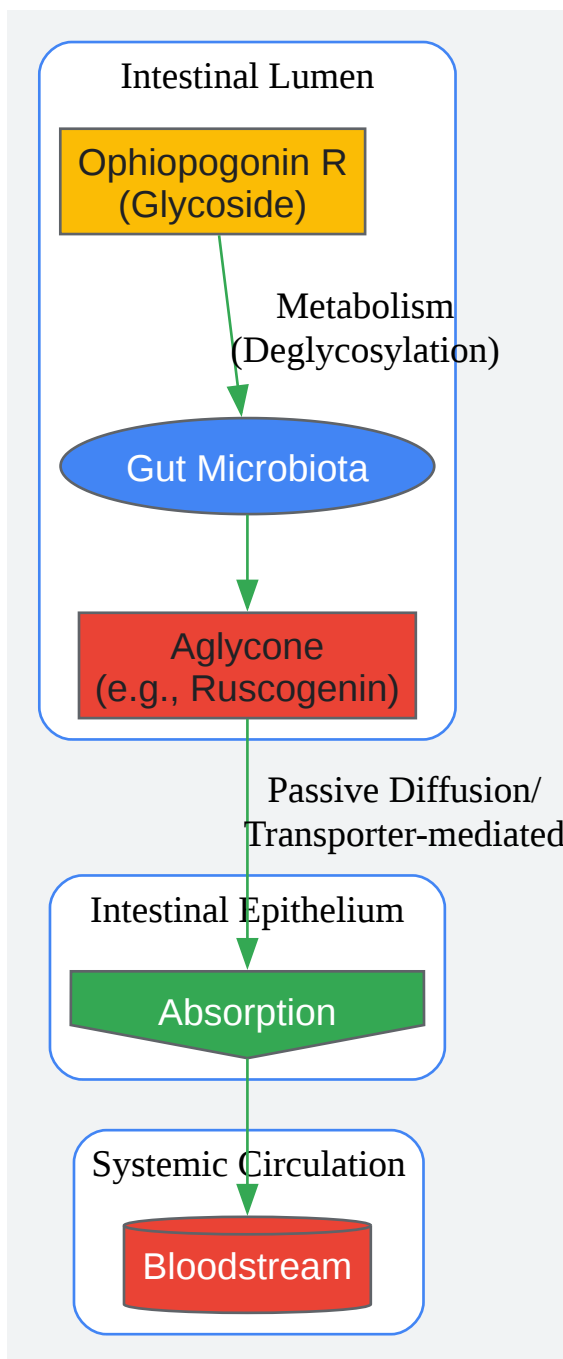 Intestinal Lumen
Ophiopogonin R
(Glycoside)
Metabolism
(Deglycosylation)
Gut Microbiota
Aglycone
(e.g., Ruscogenin)
Passive Diffusion/
Transporter-mediated
Intestinal Epithelium
Absorption
Systemic Circulation
Bloodstream